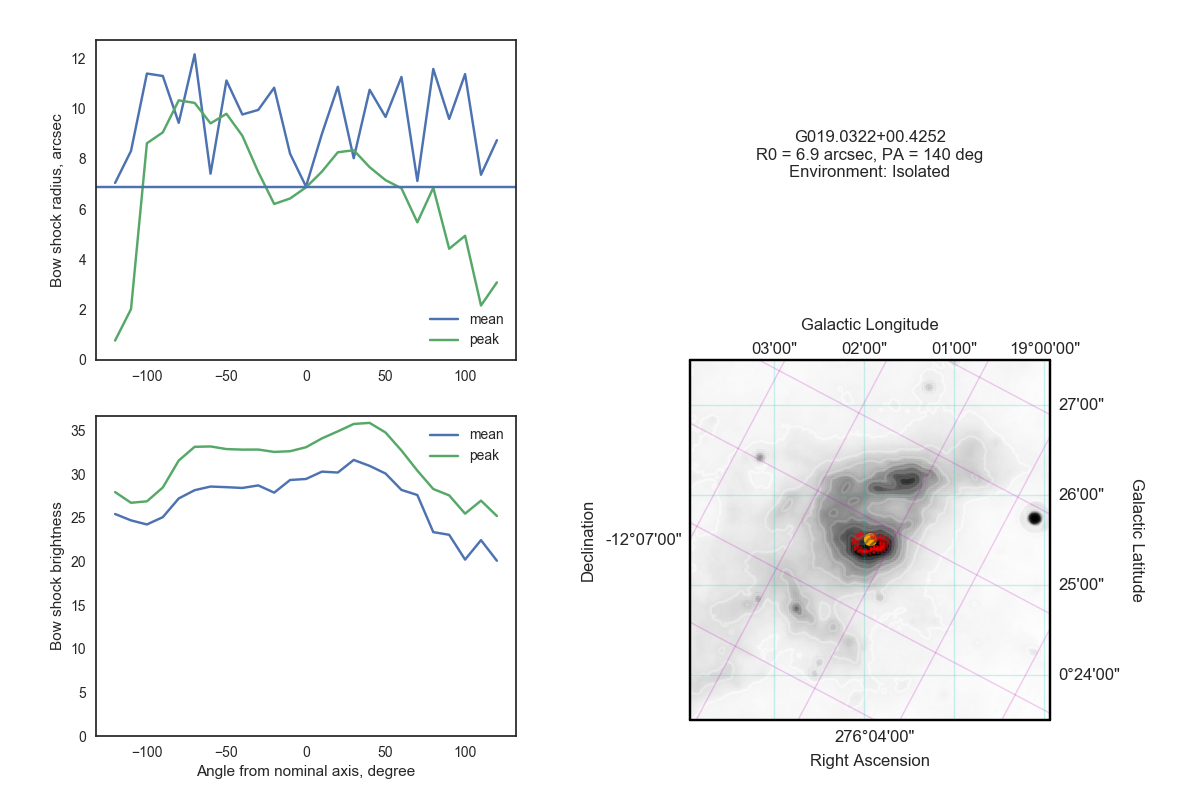 12
10
8
6
4
2
0
Bow shock radius, arcsec
mean
peak
−100
−50
0
50
100
35
30
25
20
15
10
5
0
Bow shock brightness
mean
peak
−100
−50
0
50
100
Angle from nominal axis, degree
G019.0322+00.4252
R0 = 6.9 arcsec, PA = 140 deg
Environment: Isolated
Galactic Longitude
03'00" 02'00" 01'00" 19°00'00"
27'00"
26'00"
25'00"
0°24'00"
Galactic Latitude
Declination
-12°07'00"
276°04'00"
Right Ascension